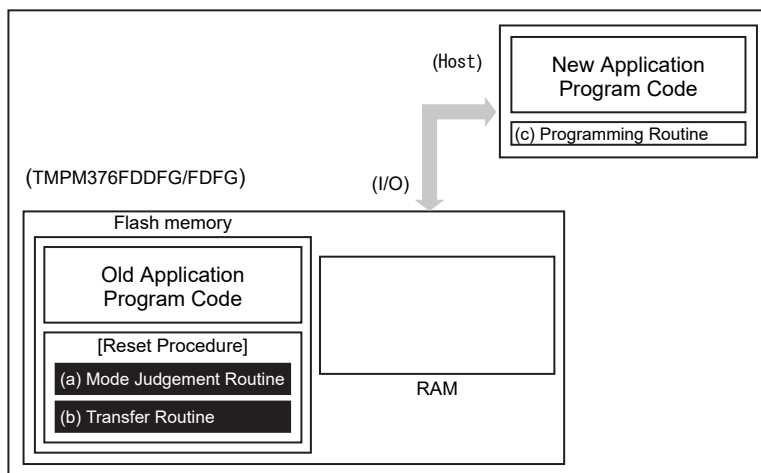 (Host)
New Application
Program Code
(c) Programming Routine
(TMPM376FDDFG/FDFG)
(I/O)
Flash memory
Old Application
Program Code
[Reset Procedure]
(a) Mode Judgement Routine
(b) Transfer Routine
RAM